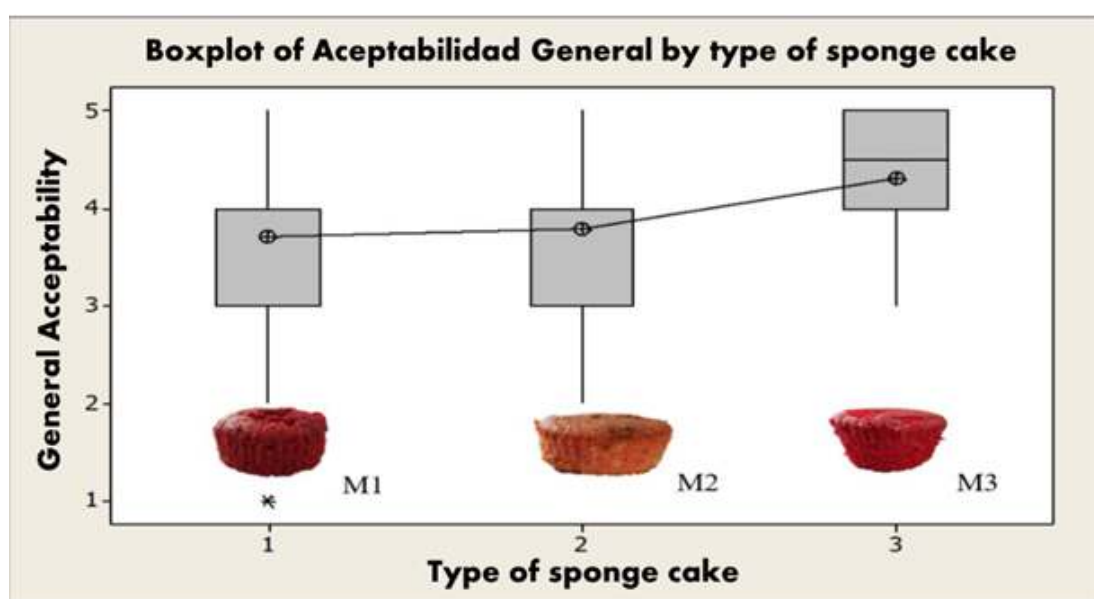 Boxplot of Aceptabilidad General by type of sponge cake
General Acceptability
5
4
3
2
1
M1
M2
M3
1
2
3
Type of sponge cake